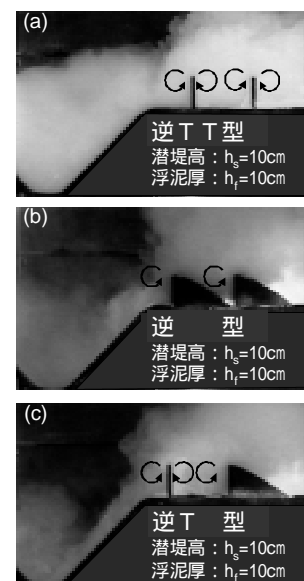 (a)
逆TT型
潜堤高：hs=10cm
浮泥厚：hf=10cm
(b)
逆　　型
潜堤高：hs=10cm
浮泥厚：hf=10cm
(c)
逆T　型
潜堤高：hs=10cm
浮泥厚：hf=10cm